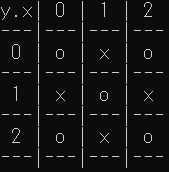 y.x| 0 | 1 | 2
---|---|---|---
0 | o | x | o
---|---|---|---
1 | x | o | x
---|---|---|---
2 | o | x | o
---|---|---|---